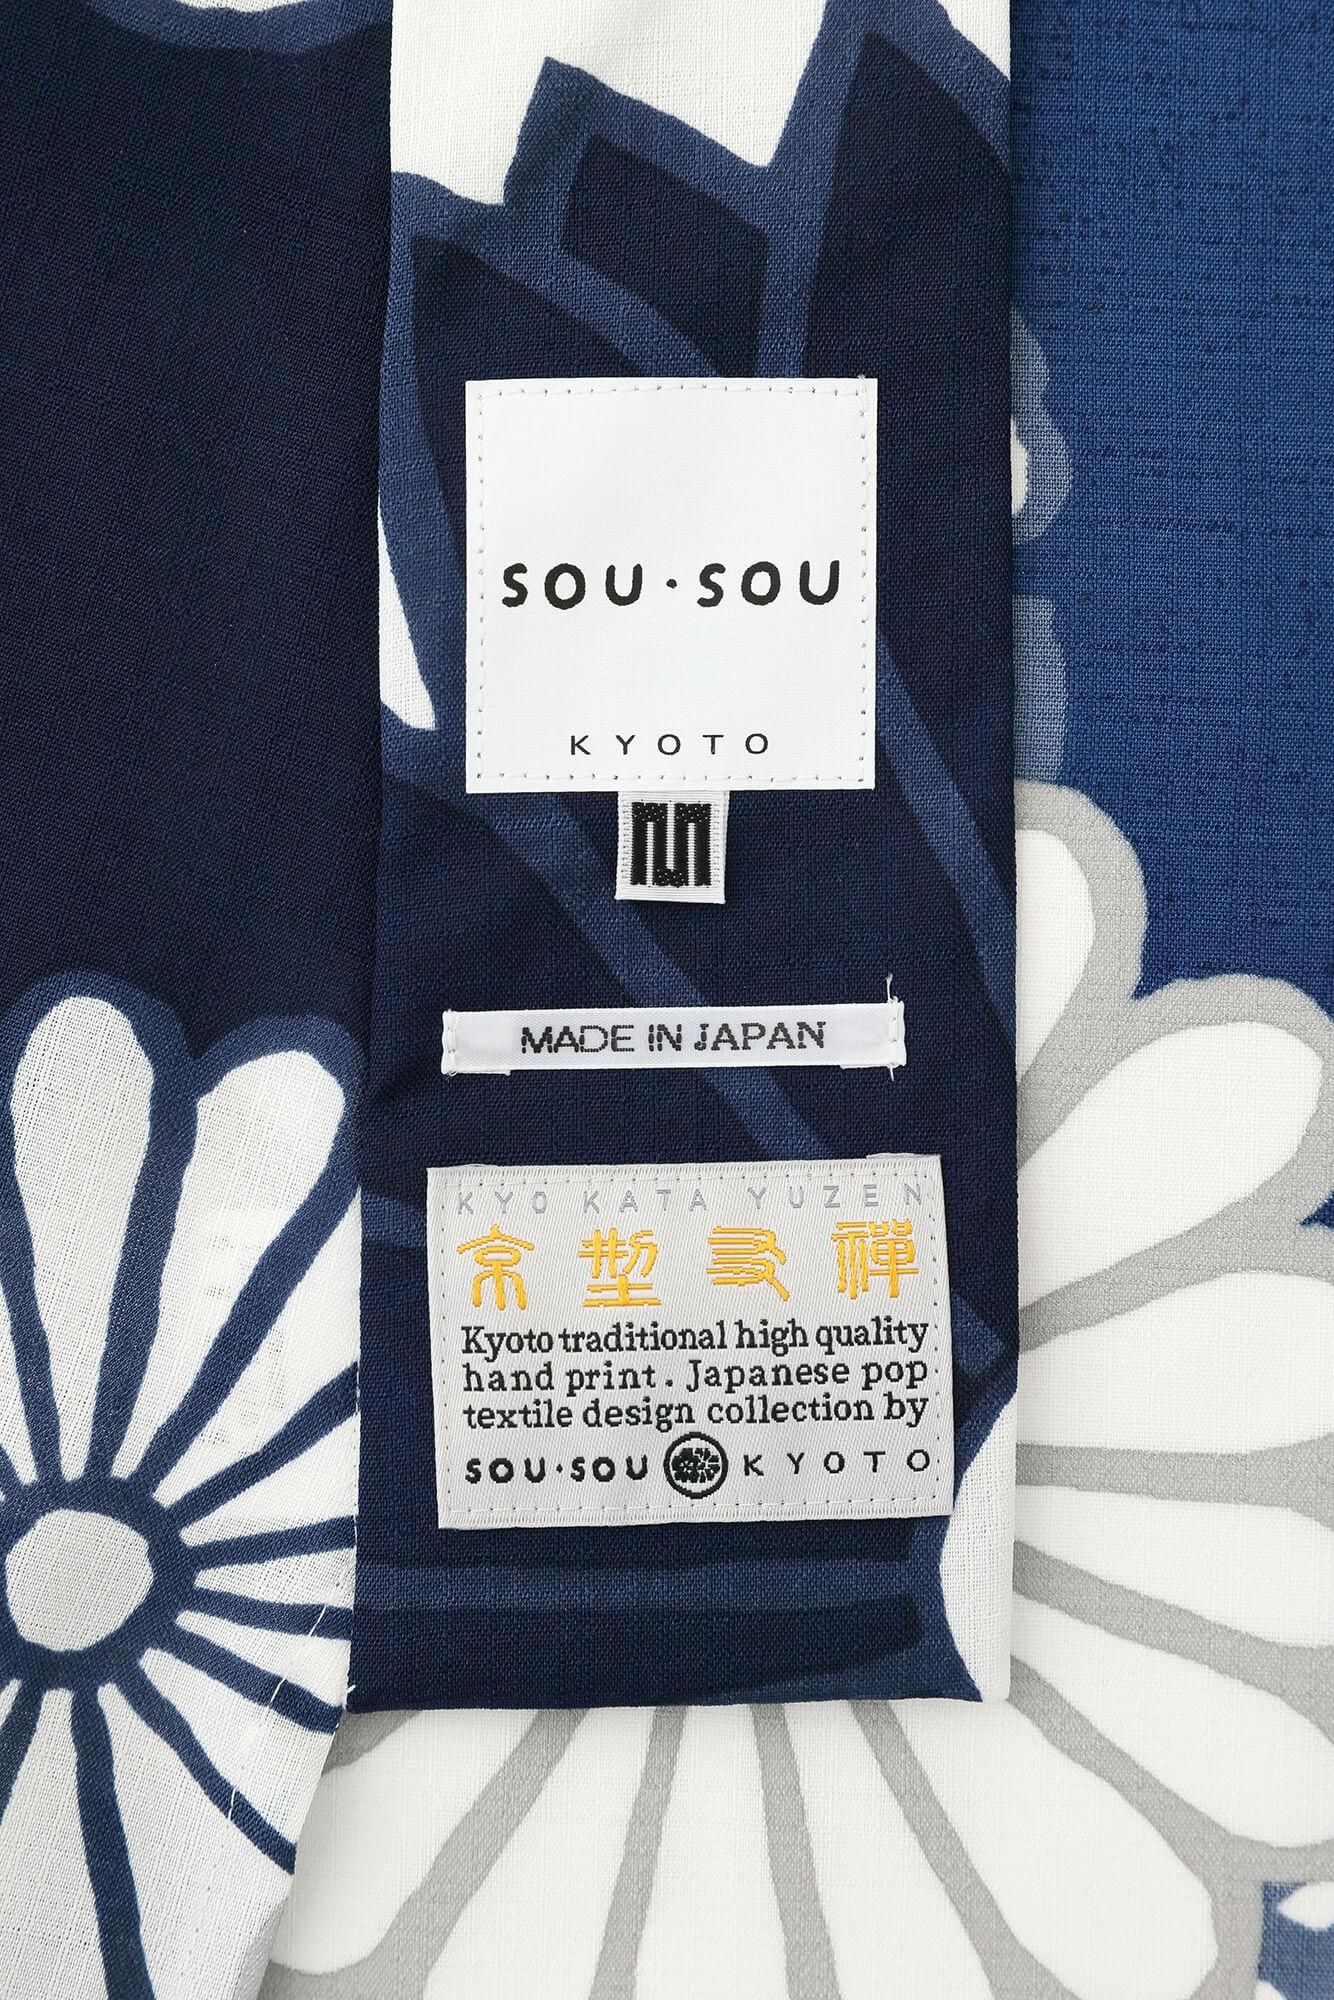 SOU・SOU
KYOTO
MADE IN JAPAN
KYO KATA YUZEN
京型友禅
Kyoto traditional high quality
hand print. Japanese pop
textile design collection by
SOU・SOU KYOTO